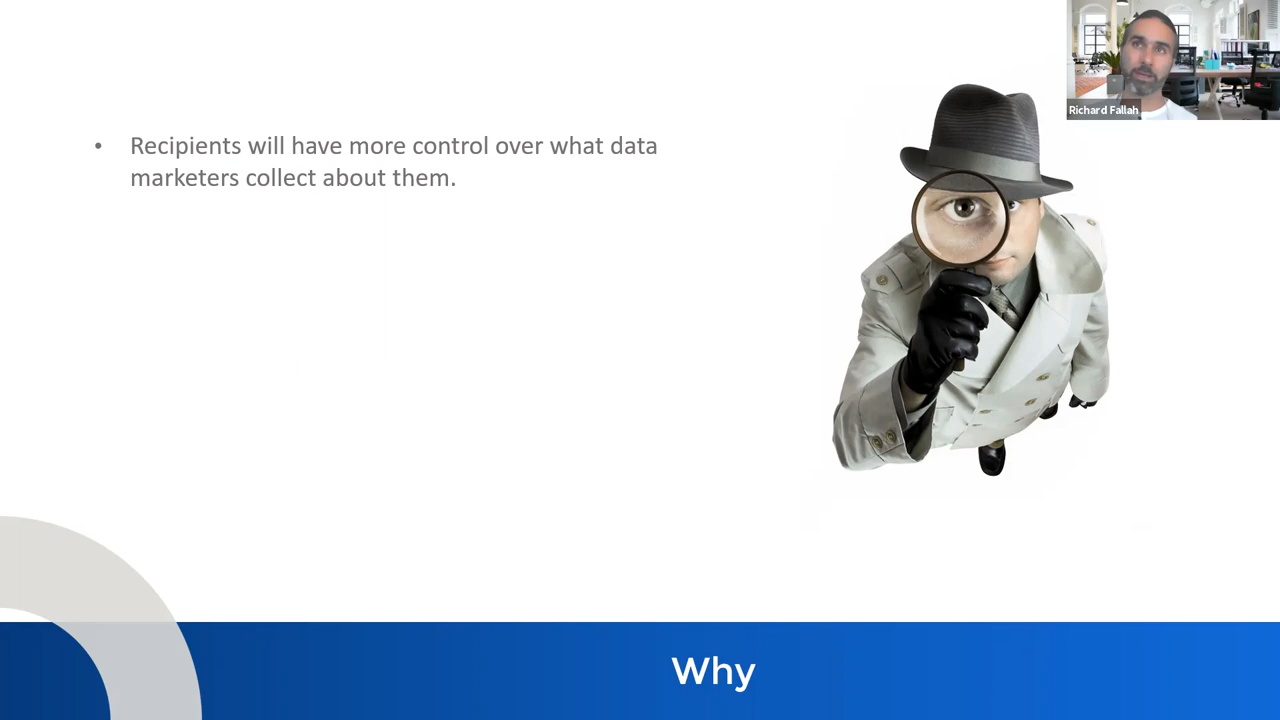 Richard Fallah
• Recipients will have more control over what data
marketers collect about them.
Why